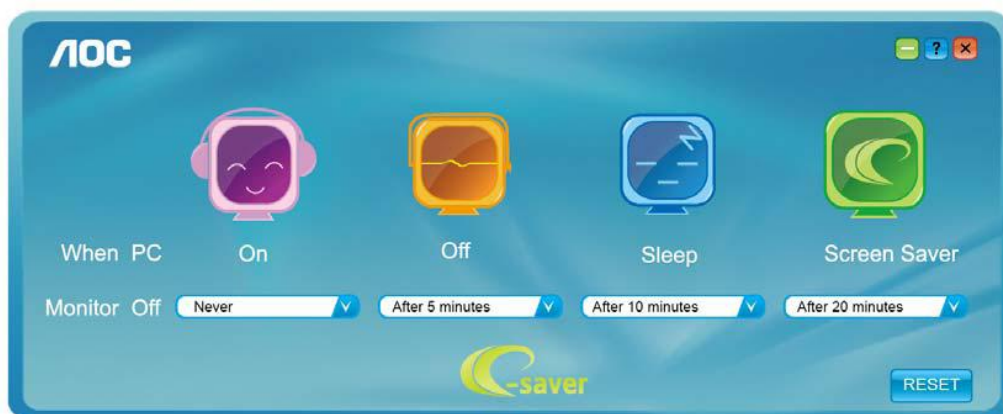 AOC
?
When PC On Off Sleep Screen Saver
Monitor Off Never After 5 minutes After 10 minutes After 20 minutes
e-saver
RESET